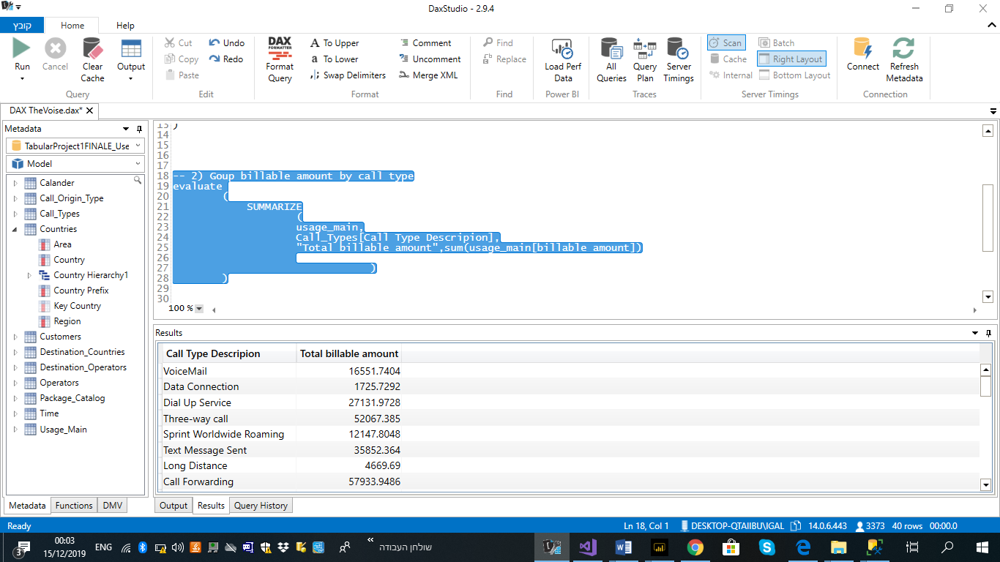 DaxStudio - 2.9.4
קובץ
Home
Help
Run
Cancel
Clear Cache
Output
Query
Cut
Copy
Paste
Undo
Redo
Edit
DAX FORMATTER
Format Query
To Upper
To Lower
Swap Delimiters
Comment
Uncomment
Merge XML
Format
Find
Replace
Find
Load Perf Data
Power BI
All Queries
Query Plan
Server Timings
Traces
Scan
Cache
Internal
Batch
Right Layout
Bottom Layout
Server Timings
Connect
Refresh Metadata
Connection
DAX TheVoise.dax*
Metadata
TabularProject1FINALE_Use
Model
Calander
Call_Origin_Type
Call_Types
Countries
Area
Country
Country Hierarchy1
Country Prefix
Key Country
Region
Customers
Destination_Countries
Destination_Operators
Operators
Package_Catalog
Time
Usage_Main
Metadata
Functions
DMV
13 )
14
15
16
17
18 -- 2) Goup billable amount by call type
19 evaluate
20 (
21 SUMMARIZE
22 (
23 usage_main,
24 Call_Types[Call Type Descripion],
25 "Total billable amount",sum(usage_main[billable amount])
26
27 )
28 )
29
30
100 %
Results
Call Type Descripion Total billable amount
VoiceMail 16551.7404
Data Connection 1725.7292
Dial Up Service 27131.9728
Three-way call 52067.385
Sprint Worldwide Roaming 12147.8048
Text Message Sent 35852.364
Long Distance 4669.69
Call Forwarding 57933.9486
Output
Results
Query History
Ready
Ln 18, Col 1
DESKTOP-QTAIIBU\IGAL
14.0.6.443
3373
40 rows
00:00.0
3
00:03
15/12/2019
ENG
שולחן העבודה